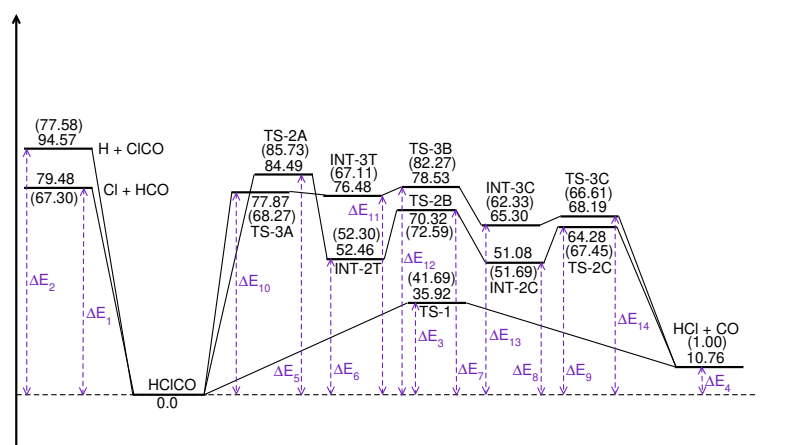 (77.58)
94.57
H + ClCO
79.48
Cl + HCO
(67.30)
ΔE2
ΔE1
HClCO
0.0
TS-2A
(85.73)
84.49
77.87
(68.27)
TS-3A
ΔE10
ΔE5
INT-3T
(67.11)
76.48
ΔE11
(52.30)
52.46
INT-2T
ΔE6
TS-3B
(82.27)
78.53
TS-2B
70.32
(72.59)
ΔE12
(41.69)
35.92
TS-1
ΔE3
ΔE7
INT-3C
(62.33)
65.30
51.08
(51.69)
INT-2C
ΔE13
ΔE8
TS-3C
(66.61)
68.19
64.28
(67.45)
TS-2C
ΔE14
ΔE9
HCl + CO
(1.00)
10.76
ΔE4